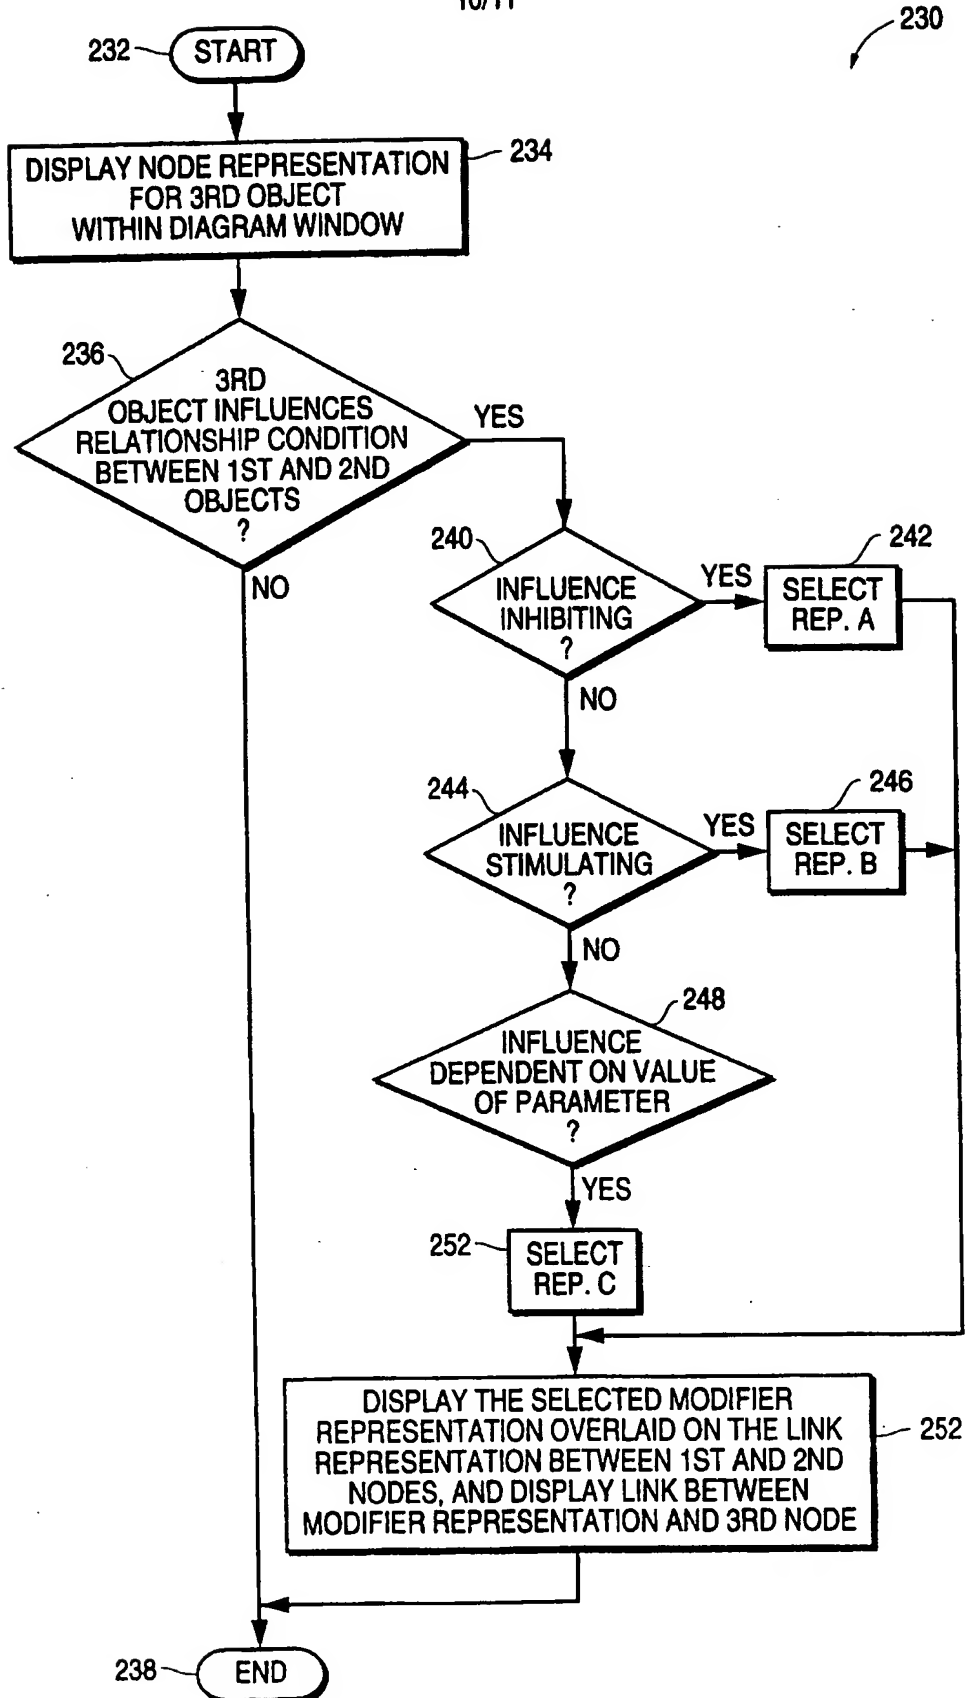 10/11
230
232
START
DISPLAY NODE REPRESENTATION
FOR 3RD OBJECT
WITHIN DIAGRAM WINDOW
234
236
3RD
OBJECT INFLUENCES
RELATIONSHIP CONDITION
BETWEEN 1ST AND 2ND
OBJECTS
?
YES
NO
240
INFLUENCE
INHIBITING
?
YES
242
SELECT
REP. A
NO
244
INFLUENCE
STIMULATING
?
YES
246
SELECT
REP. B
NO
248
INFLUENCE
DEPENDENT ON VALUE
OF PARAMETER
?
YES
252
SELECT
REP. C
DISPLAY THE SELECTED MODIFIER
REPRESENTATION OVERLAID ON THE LINK
REPRESENTATION BETWEEN 1ST AND 2ND
NODES, AND DISPLAY LINK BETWEEN
MODIFIER REPRESENTATION AND 3RD NODE
252
238
END